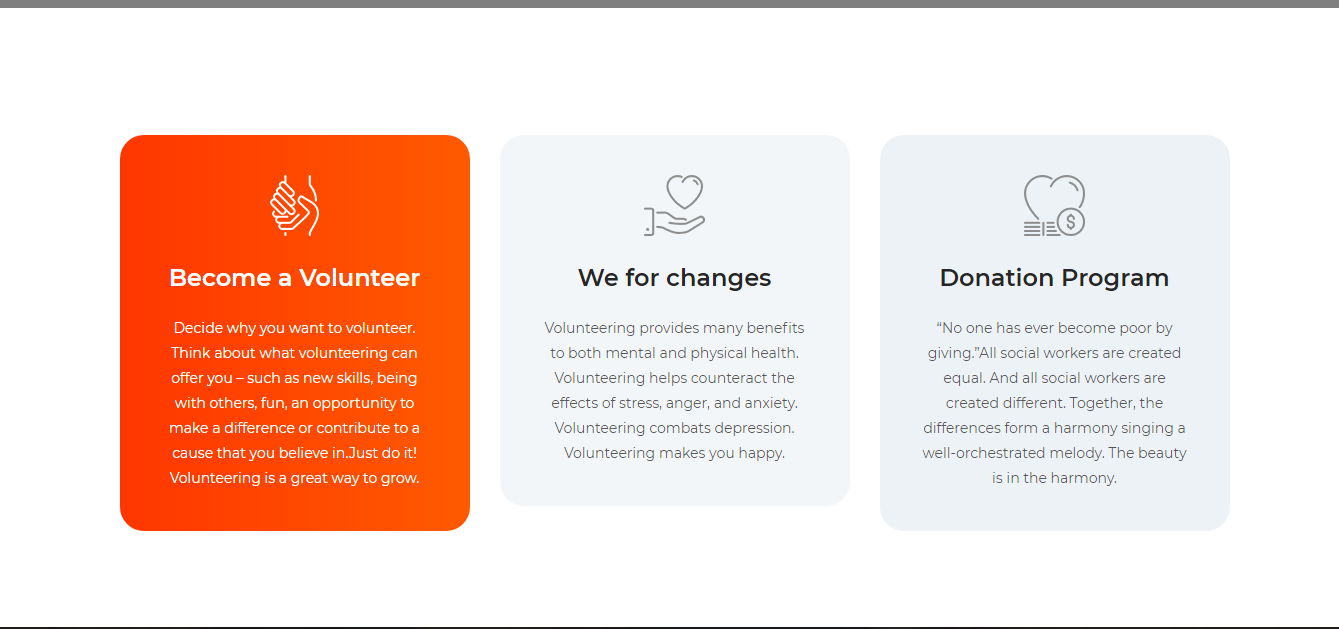 Become a Volunteer
Decide why you want to volunteer.
Think about what volunteering can
offer you – such as new skills, being
with others, fun, an opportunity to
make a difference or contribute to a
cause that you believe in.Just do it!
Volunteering is a great way to grow.
We for changes
Volunteering provides many benefits
to both mental and physical health.
Volunteering helps counteract the
effects of stress, anger, and anxiety.
Volunteering combats depression.
Volunteering makes you happy.
$
Donation Program
“No one has ever become poor by
giving.”All social workers are created
equal. And all social workers are
created different. Together, the
differences form a harmony singing a
well-orchestrated melody. The beauty
is in the harmony.